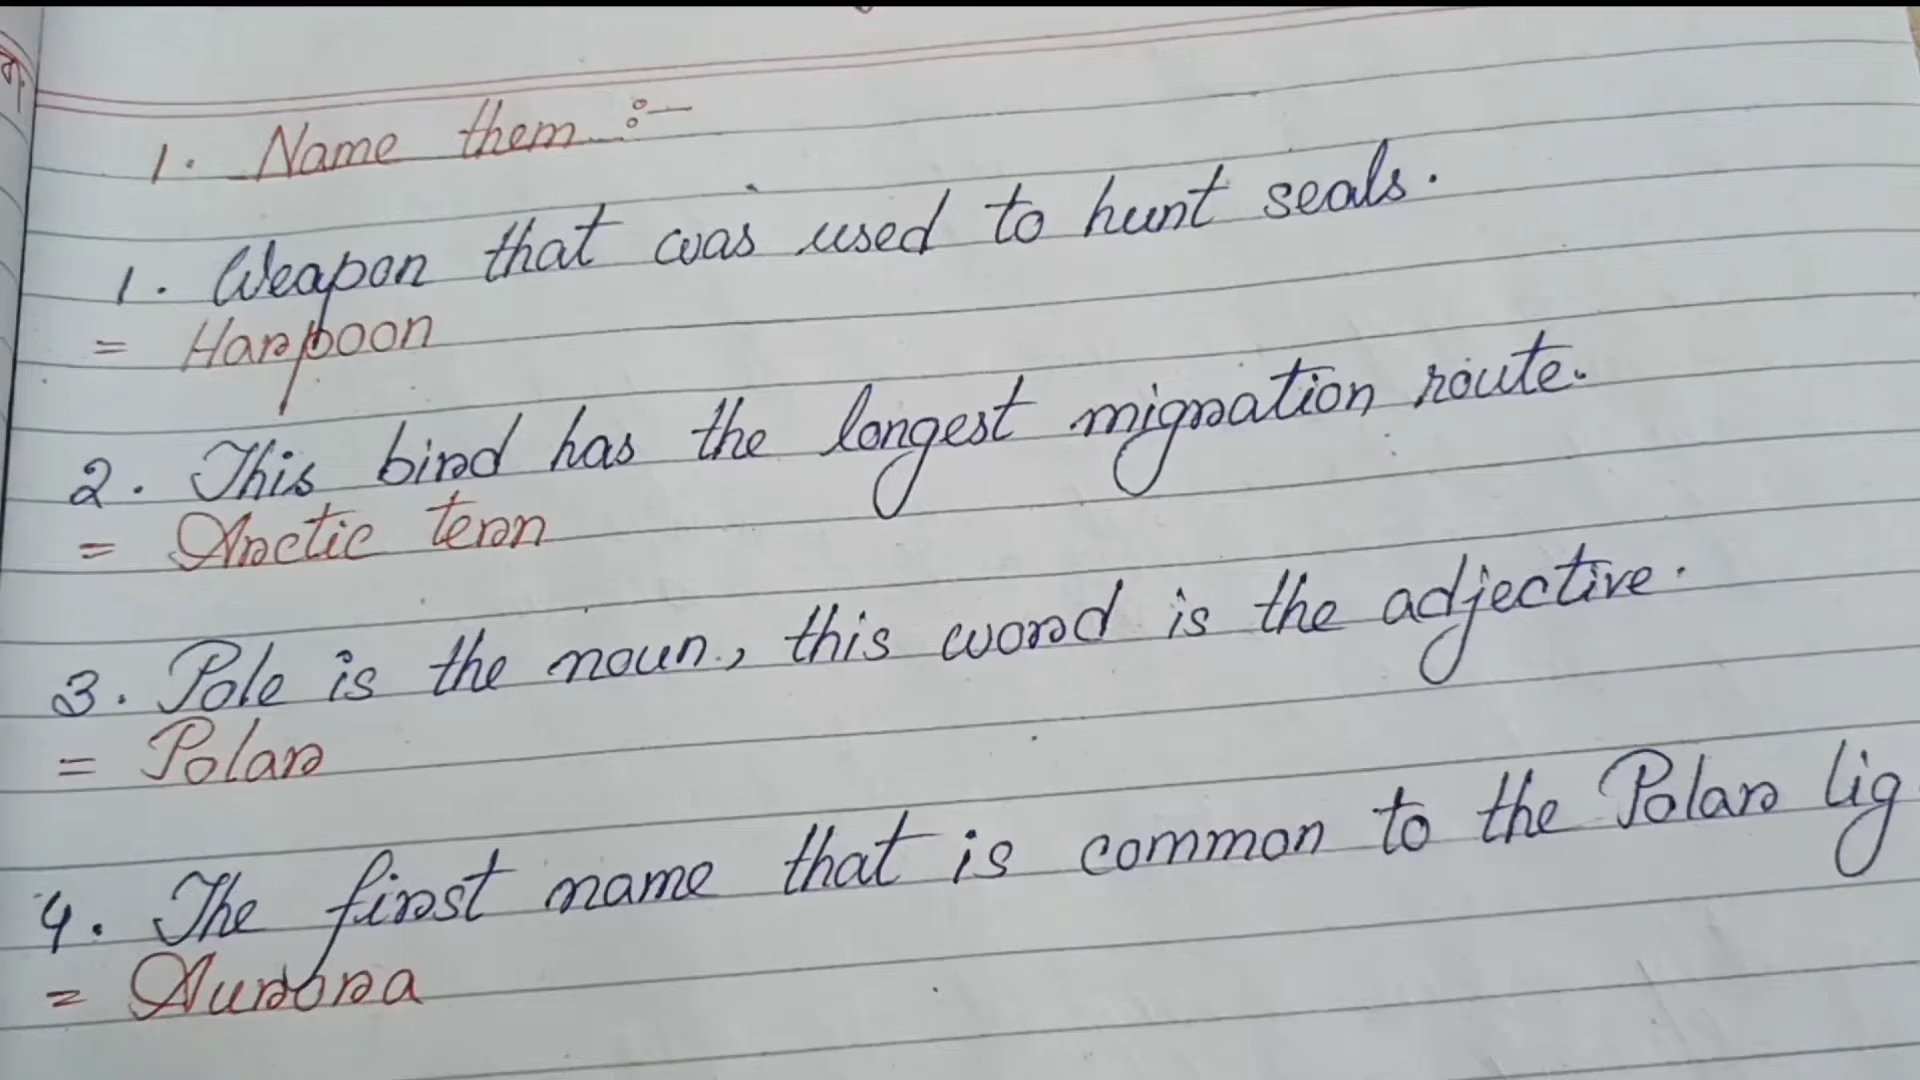 1. Name them :-
1. Weapon that was used to hunt seals.
= Harpoon
2. This bird has the longest migration route.
= Arctic tern
3. Pole is the noun, this word is the adjective.
= Polar
4. The first name that is common to the Polar lig
= Aurora